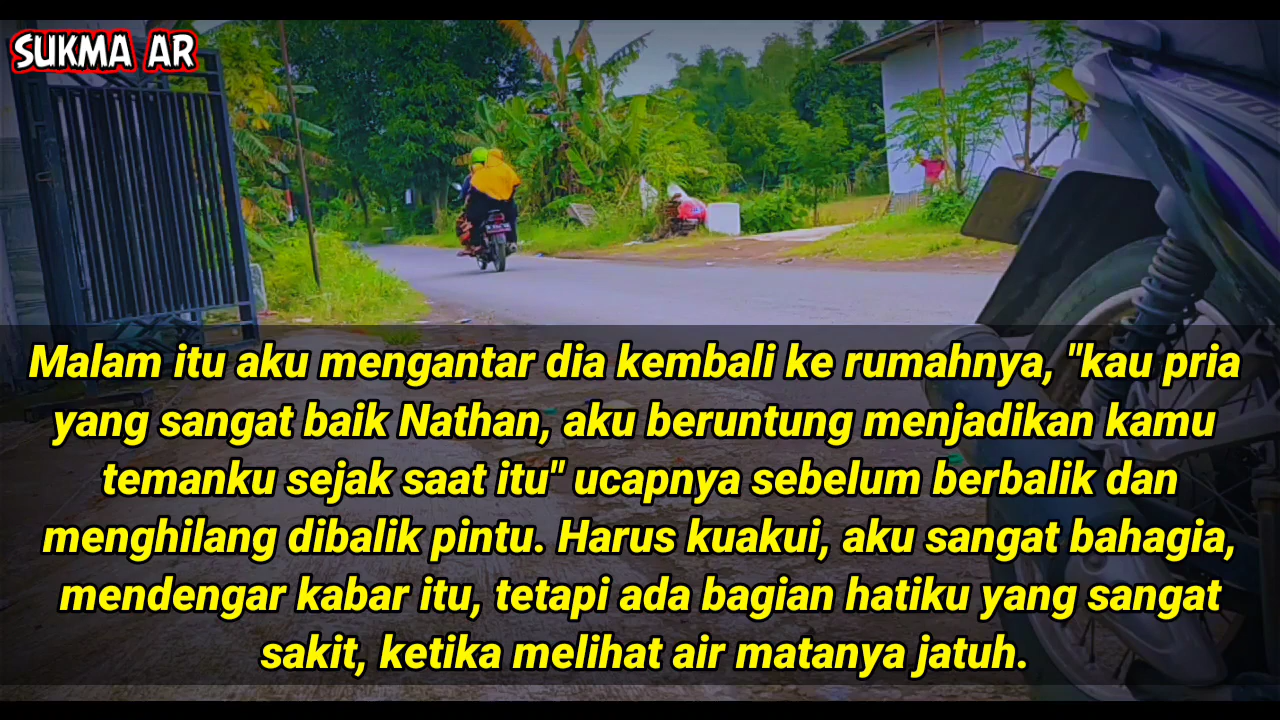 SUKMA AR
REVO
Malam itu aku mengantar dia kembali ke rumahnya, "kau pria
yang sangat baik Nathan, aku beruntung menjadikan kamu
temanku sejak saat itu" ucapnya sebelum berbalik dan
menghilang dibalik pintu. Harus kuakui, aku sangat bahagia,
mendengar kabar itu, tetapi ada bagian hatiku yang sangat
sakit, ketika melihat air matanya jatuh.